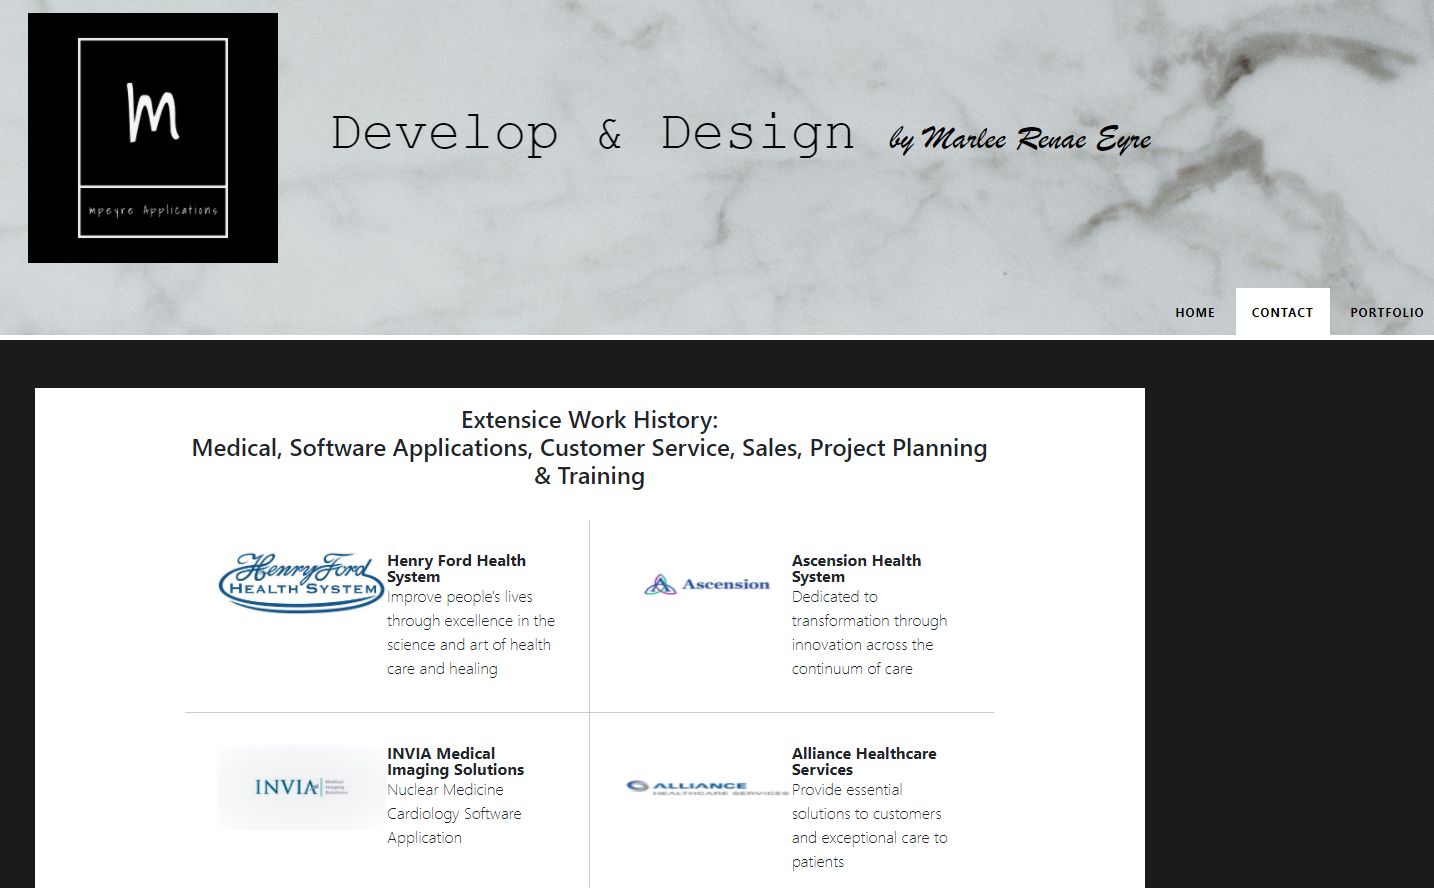 M
mpeyre Applications
Develop & Design by Marlee Renae Eyre
HOME CONTACT PORTFOLIO
Extensice Work History:
Medical, Software Applications, Customer Service, Sales, Project Planning
& Training
Henry Ford
HEALTH SYSTEM
Henry Ford Health
System
Improve people's lives
through excellence in the
science and art of health
care and healing
Ascension
Ascension Health
System
Dedicated to
transformation through
innovation across the
continuum of care
INVIA
Medical
Imaging
Solutions
INVIA Medical
Imaging Solutions
Nuclear Medicine
Cardiology Software
Application
ALLIANCE
HEALTHCARE SERVICES
Alliance Healthcare
Services
Provide essential
solutions to customers
and exceptional care to
patients